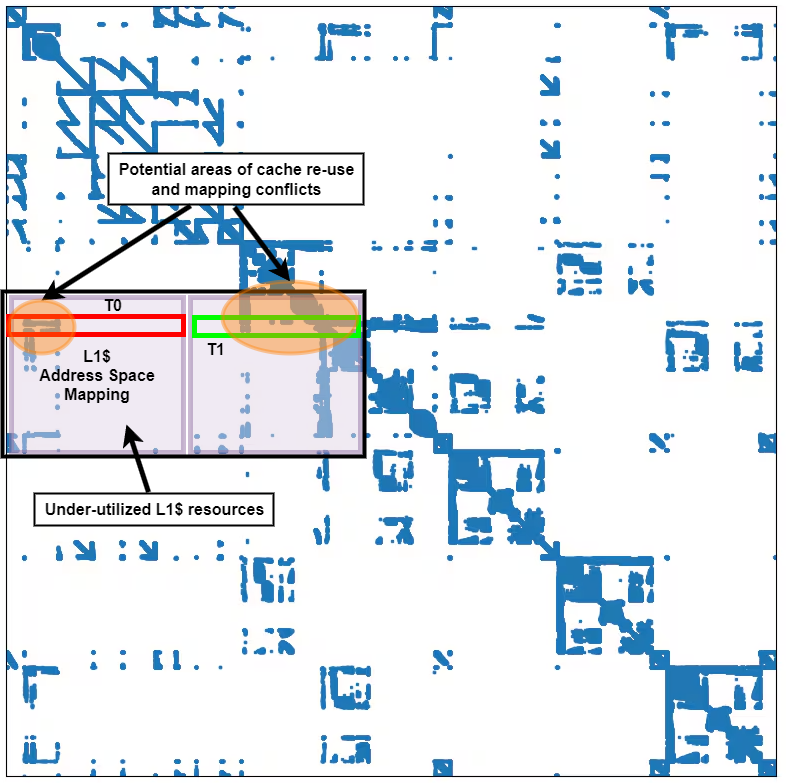 Potential areas of cache re-use
and mapping conflicts
T0
T1
L1$
Address Space
Mapping
Under-utilized L1$ resources